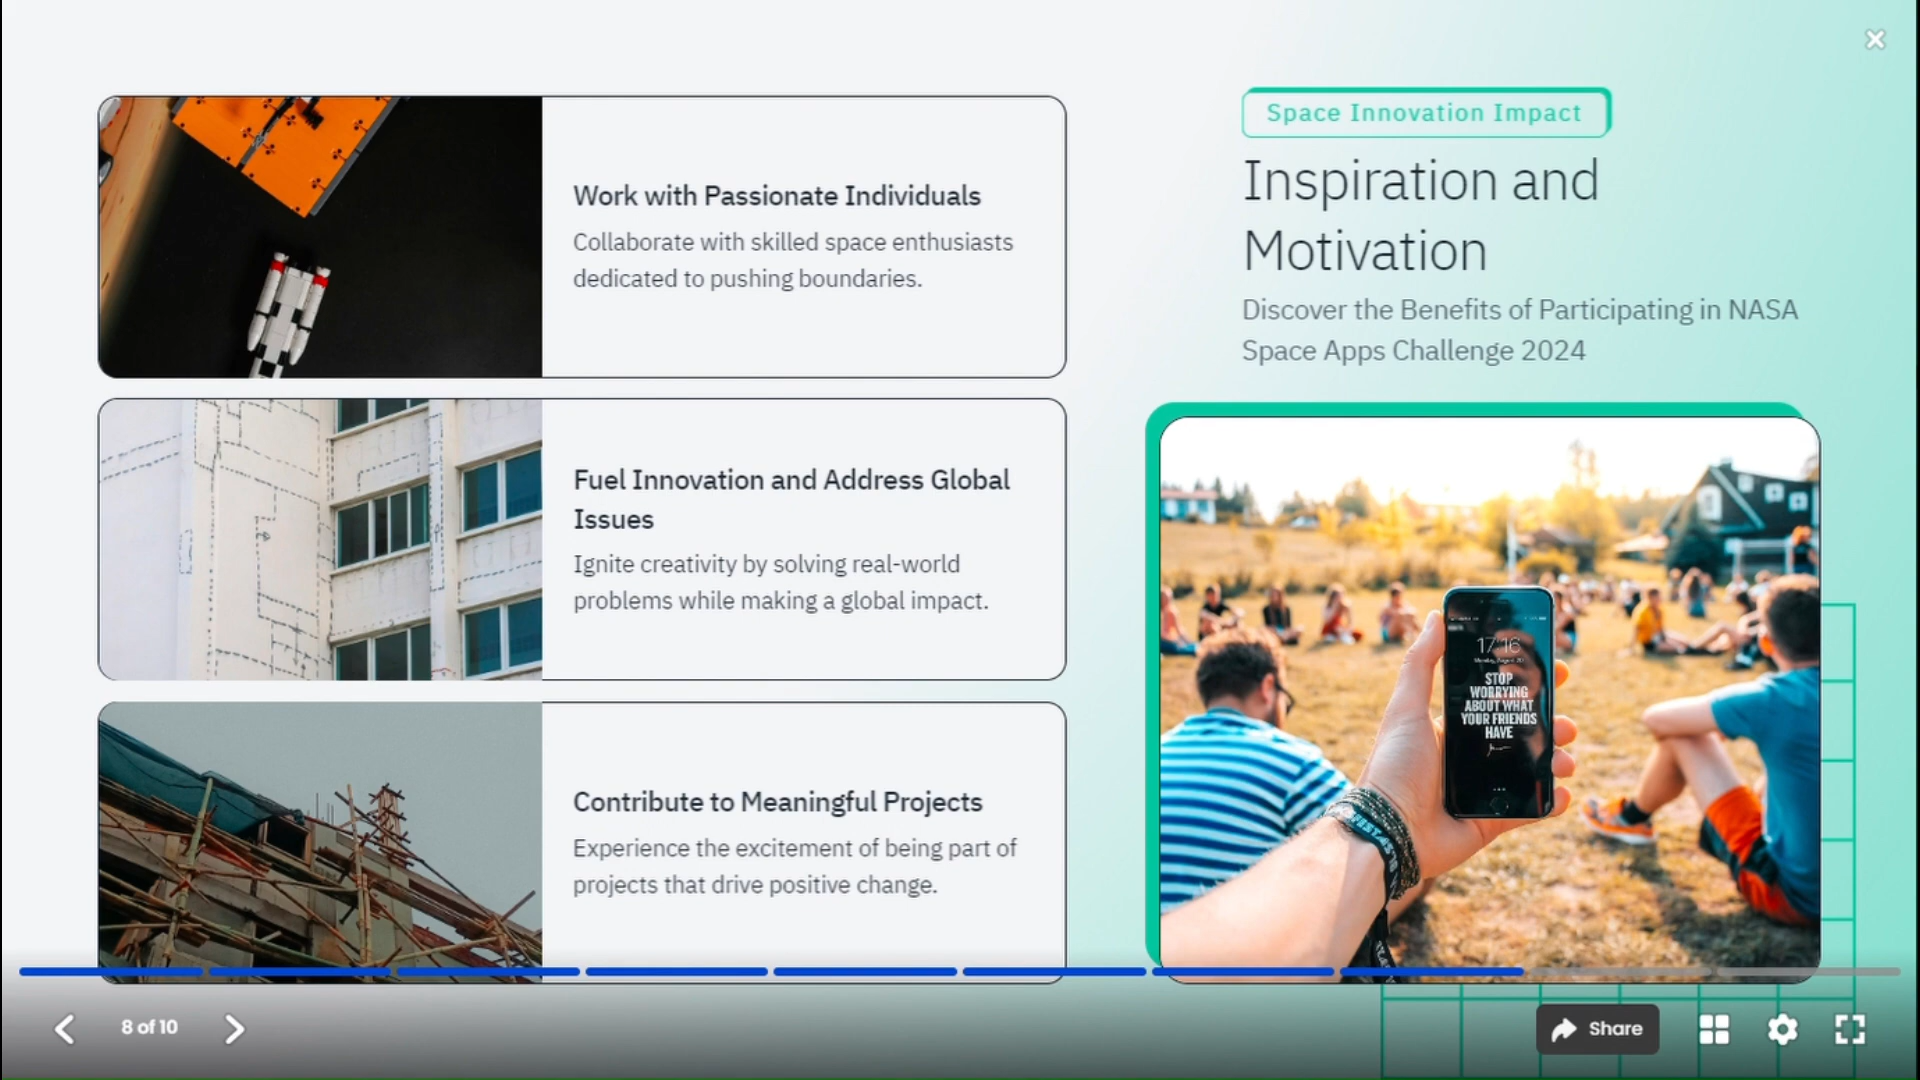 Space Innovation Impact
Inspiration and
Motivation
Discover the Benefits of Participating in NASA
Space Apps Challenge 2024
Work with Passionate Individuals
Collaborate with skilled space enthusiasts
dedicated to pushing boundaries.
Fuel Innovation and Address Global
Issues
Ignite creativity by solving real-world
problems while making a global impact.
Contribute to Meaningful Projects
Experience the excitement of being part of
projects that drive positive change.
17:16
STOP
WORRYING
ABOUT WHAT
YOUR FRIENDS
HAVE
8 of 10
Share